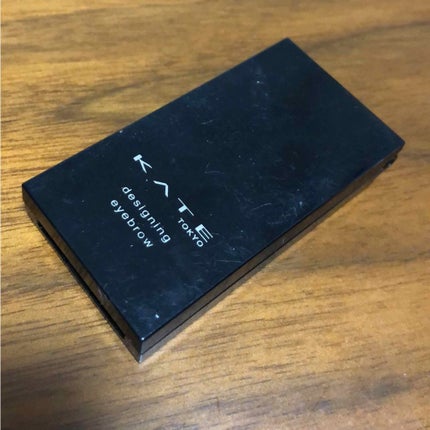 KATE
TOKYO
designing
eyebrow